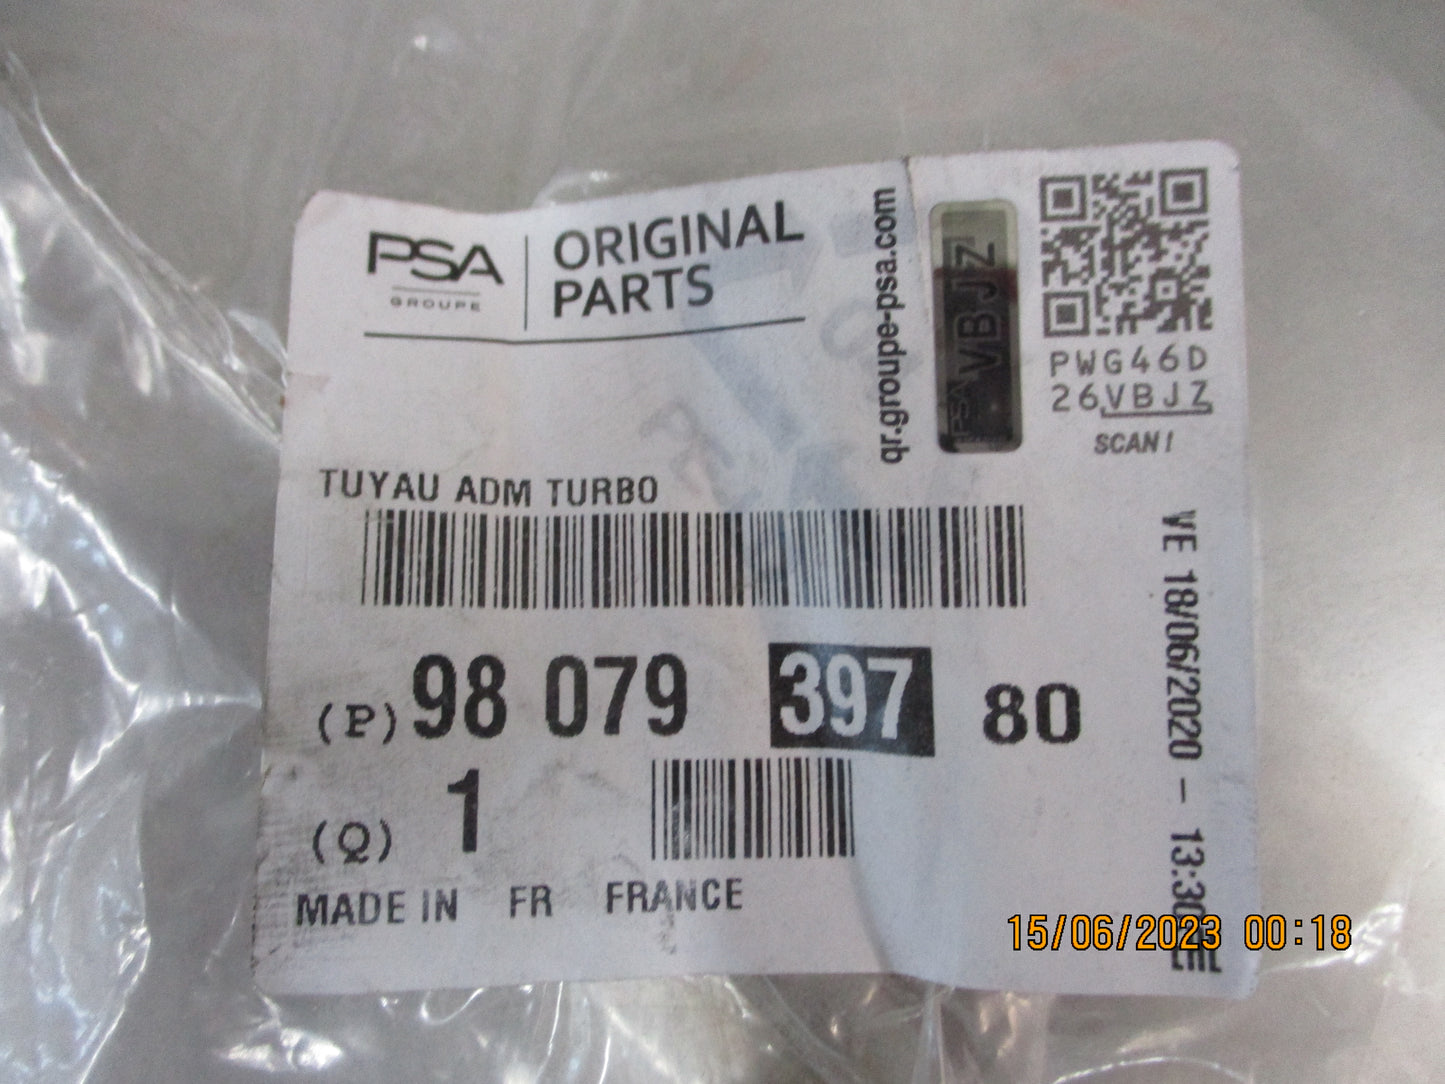 PSA
GROUPE
ORIGINAL
PARTS
qr.groupe-psa.com
PSA
VBJZ
PWG46D
26VBJZ
SCAN!
TUYAU ADM TURBO
(P) 98 079 397 80
(Q) 1
MADE IN FR FRANCE
VE 18/06/2020 - 13:30
15/06/2023 00:18